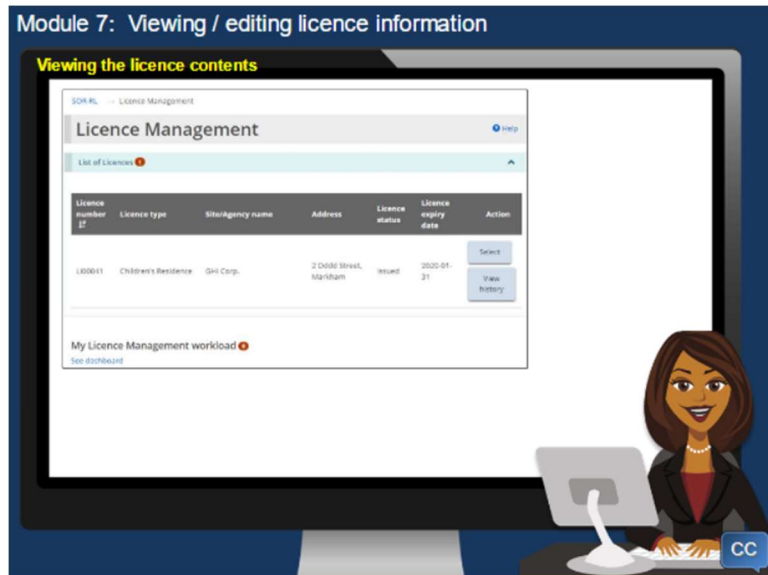 Module 7: Viewing / editing licence information
Viewing the licence contents
SOR-RL → Licence Management
Licence Management
? Help
List of Licences 1
Licence number Licence type Site/Agency name Address Licence status Licence expiry date Action
LI00041 Children's Residence GHI Corp. 2 Dddd Street, Markham Issued 2020-01-31 Select
View history
My Licence Management workload
See dashboard
CC